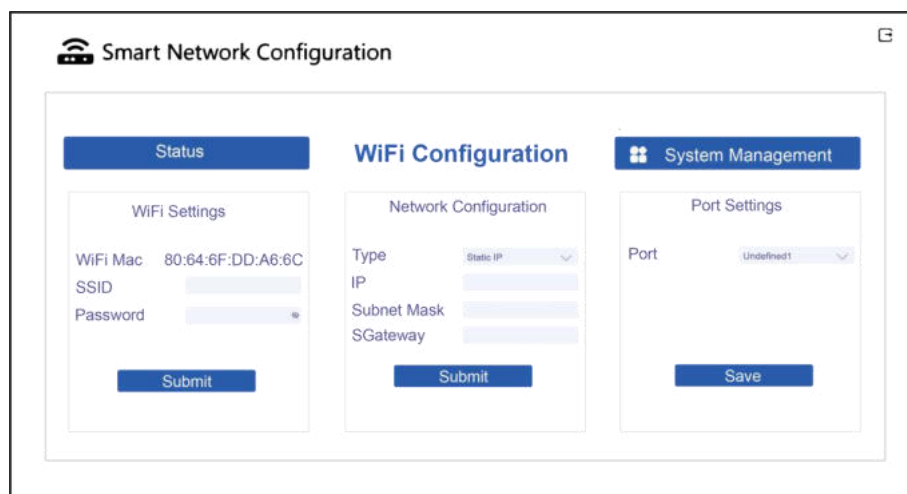 Smart Network Configuration
Status
WiFi Configuration
System Management
WiFi Settings
WiFi Mac 80:64:6F:DD:A6:6C
SSID
Password
Submit
Network Configuration
Type Static IP
IP
Subnet Mask
SGateway
Submit
Port Settings
Port Undefined1
Save